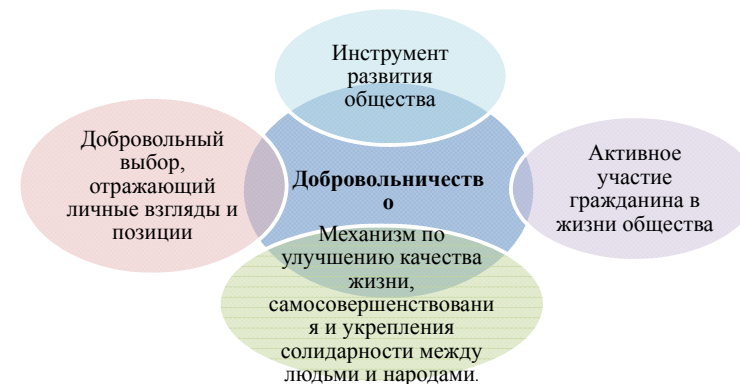 Инструмент
развития
общества
Добровольный
выбор,
отражающий
личные взгляды и
позиции
Добровольничеств
о
Активное
участие
гражданина в
жизни общества
Механизм по
улучшению качества
жизни,
самосовершенствовани
я и укрепления
солидарности между
людьми и народами.